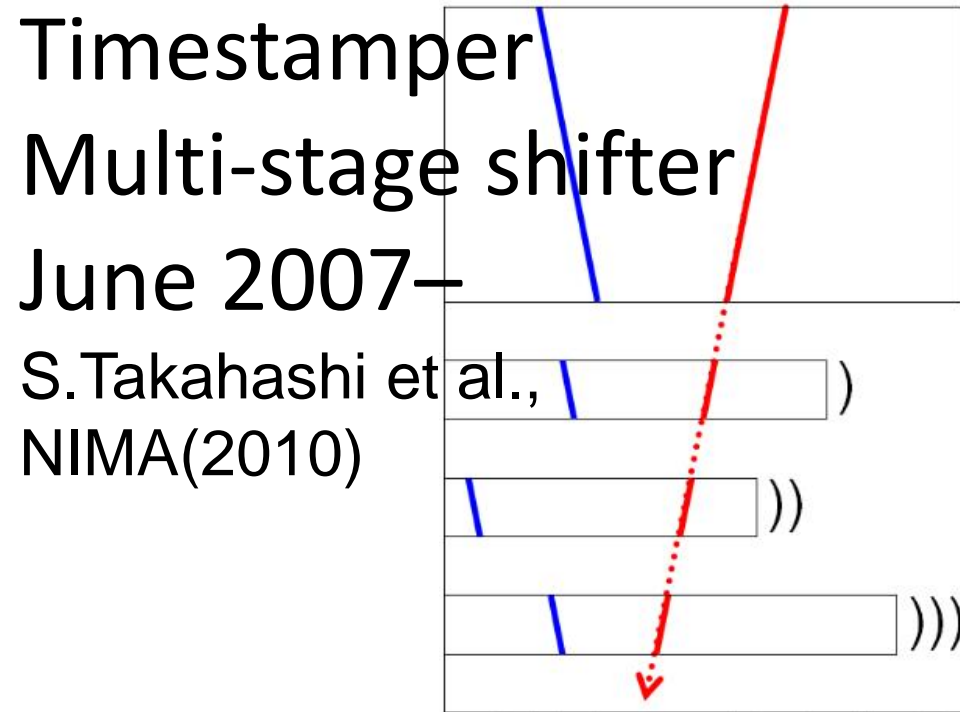 Timestamper
Multi-stage shifter
June 2007–
S.Takahashi et al.,
NIMA(2010)
)
))
)))